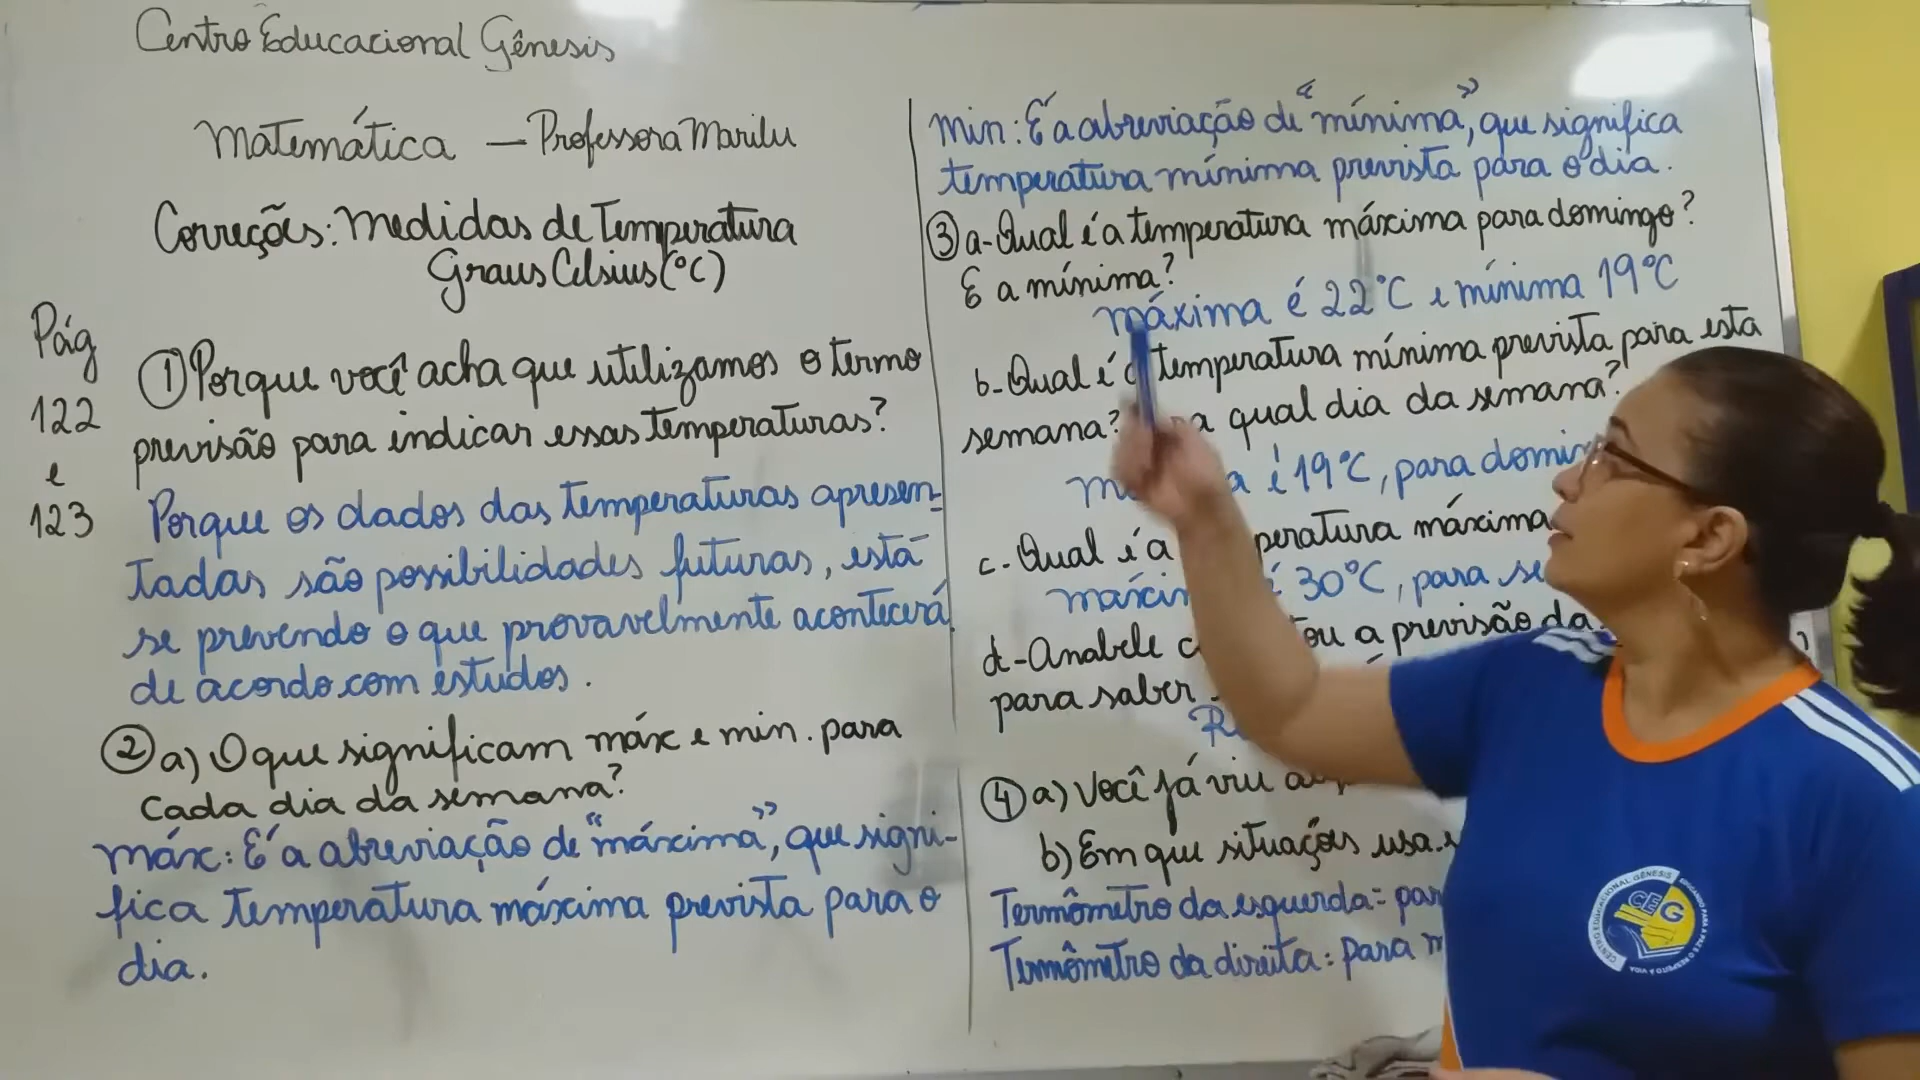 Centro Educacional Gênesis
Matemática - Professora Marilu
Correções: Medidas de Temperatura
Graus Celsius (°C)
Pág
122
e
123
① Porque você acha que utilizamos o termo
previsão para indicar essas temperaturas?
Porque os dados das temperaturas apresen-
tadas são possibilidades futuras, está
se prevendo o que provavelmente acontecerá
de acordo com estudos.
② a) O que significam máx e min. para
cada dia da semana?
máx: É a abreviação de "máxima", que signi-
fica temperatura máxima prevista para o
dia.
min: É a abreviação de "mínima", que significa
temperatura mínima prevista para o dia.
③ a- Qual é a temperatura máxima para domingo?
E a mínima?
máxima é 22°C e mínima 19°C
b- Qual é temperatura mínima prevista para esta
semana? qual dia da semana?
é 19°C, para
c- Qual é a máxima
30°C, para
d- Anabele a previsão da
para saber
④ a) Você já viu
b) Em que situações usa
Termômetro da esquerda: 
Termômetro da direita: para
CENTRO EDUCACIONAL GÊNESIS
CEG